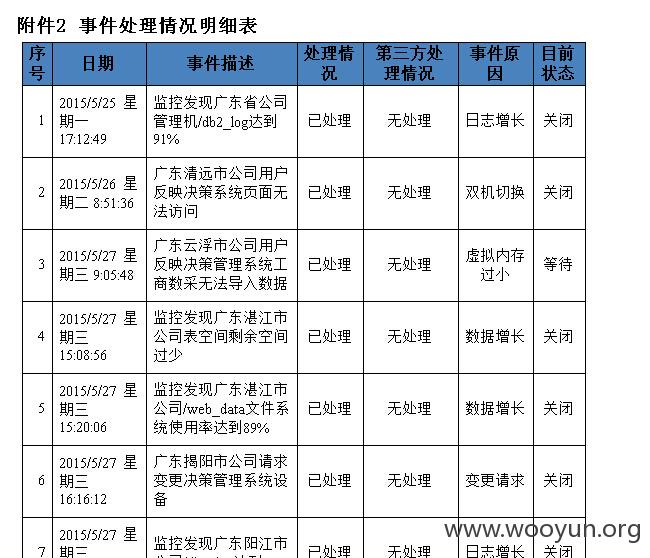 附件2 事件处理情况明细表
序号 日期 事件描述 处理情况 第三方处理情况 事件原因 目前状态
1 2015/5/25 星期一 17:12:49 监控发现广东省公司管理机/db2_log达到91% 已处理 无处理 日志增长 关闭
2 2015/5/26 星期二 8:51:36 广东清远市公司用户反映决策系统页面无法访问 已处理 无处理 双机切换 关闭
3 2015/5/27 星期三 9:05:48 广东云浮市公司用户反映决策管理系统工商数采无法导入数据 已处理 无处理 虚拟内存过小 等待
4 2015/5/27 星期三 15:08:56 监控发现广东湛江市公司表空间剩余空间过少 已处理 无处理 数据增长 关闭
5 2015/5/27 星期三 15:20:06 监控发现广东湛江市公司/web_data文件系统使用率达到89% 已处理 无处理 数据增长 关闭
6 2015/5/27 星期三 16:16:12 广东揭阳市公司请求变更决策管理系统设备 已处理 无处理 变更请求 关闭
7 2015/5/27 星期三 监控发现广东阳江市 已处理 无处理 日志增长 关闭
www.wooyun.org